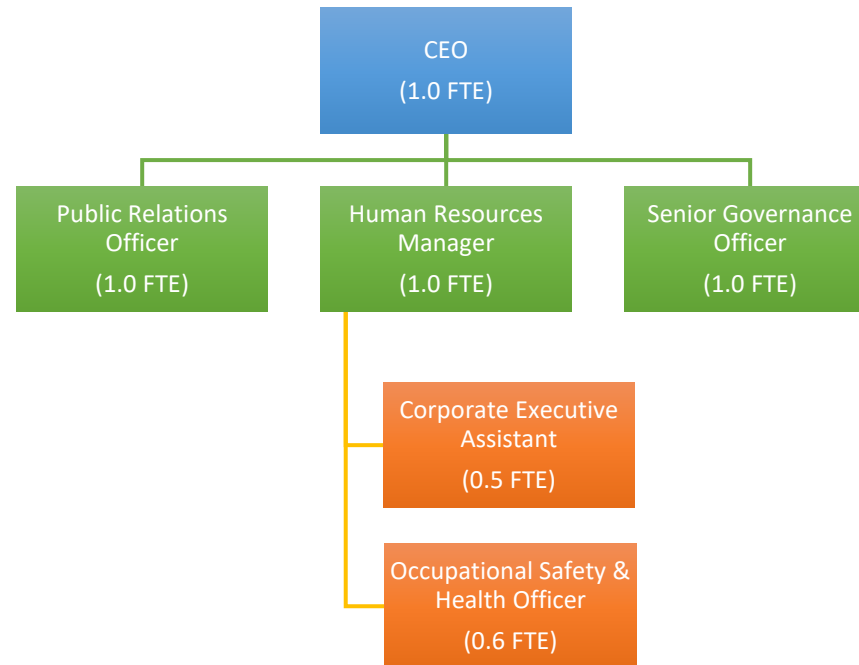 CEO
(1.0 FTE)
Public Relations
Officer
(1.0 FTE)
Human Resources
Manager
(1.0 FTE)
Senior Governance
Officer
(1.0 FTE)
Corporate Executive
Assistant
(0.5 FTE)
Occupational Safety &
Health Officer
(0.6 FTE)